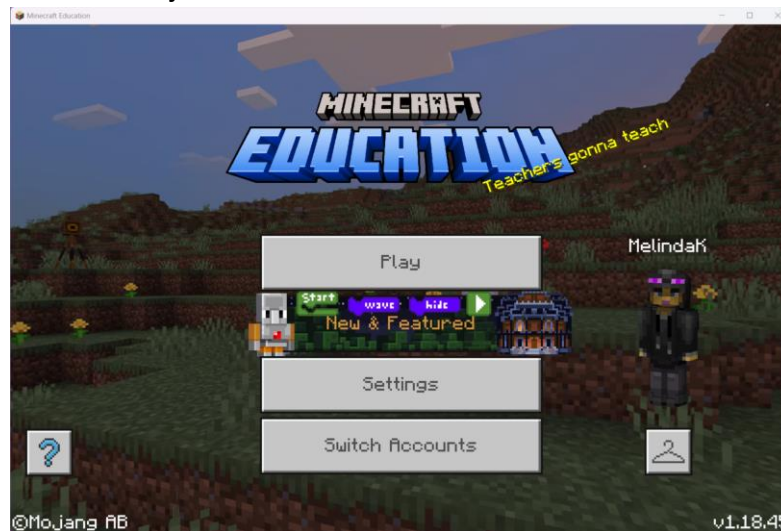 Minecraft Education
MINECRAFT
EDUCATION
Teachers gonna teach
Play
MelindaK
Start
wave
hide
New & Featured
Settings
Switch Accounts
?
©Mojang AB
v1.18.4